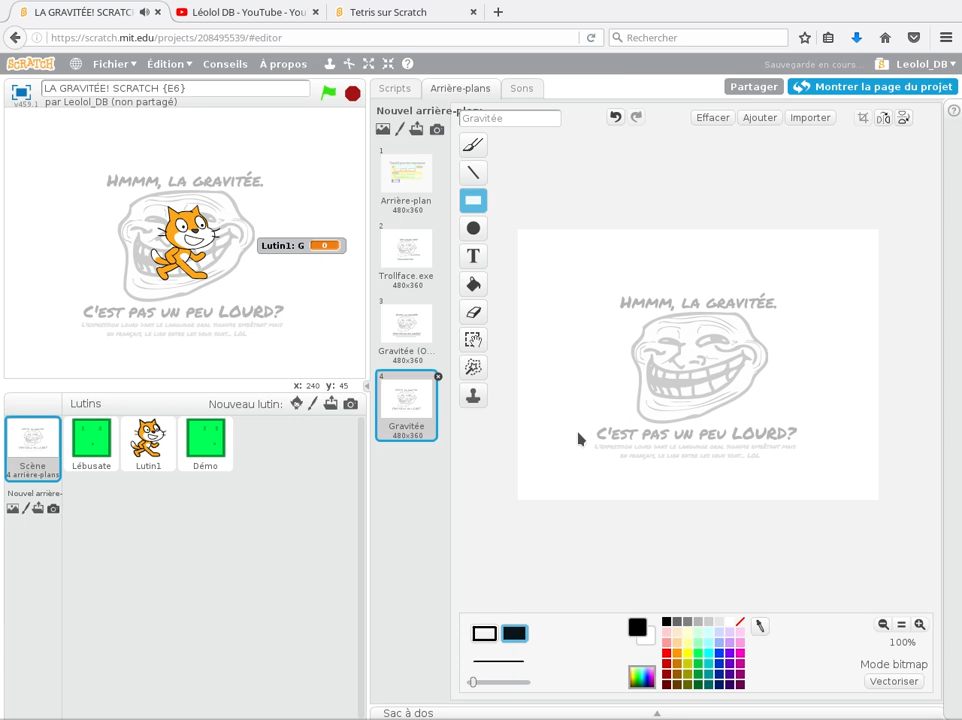 LA GRAVITÉE! SCRATCH
Léolol DB - YouTube - You
Tetris sur Scratch
https://scratch.mit.edu/projects/208495539/#editor
Rechercher
SCRATCH
Fichier
Édition
Conseils
À propos
Sauvegarde en cours...
Leolol_DB
v459.1
LA GRAVITÉE! SCRATCH {E6}
par Leolol_DB (non partagé)
Scripts
Arrière-plans
Sons
Partager
Montrer la page du projet
Nouvel arrière-plan:
Gravitée
Effacer
Ajouter
Importer
Hmmm, la gravitée.
Lutin1: G 0
C'est pas un peu LOURD?
1
Arrière-plan
480x360
2
Trollface.exe
480x360
3
Gravitée (O...
480x360
4
Gravitée
480x360
T
Hmmm, la gravitée.
C'est pas un peu LOURD?
x: 240 y: 45
Lutins
Nouveau lutin:
Scène
4 arrière-plans
Lébusate
Lutin1
Démo
Nouvel arrière-
100%
Mode bitmap
Vectoriser
Sac à dos